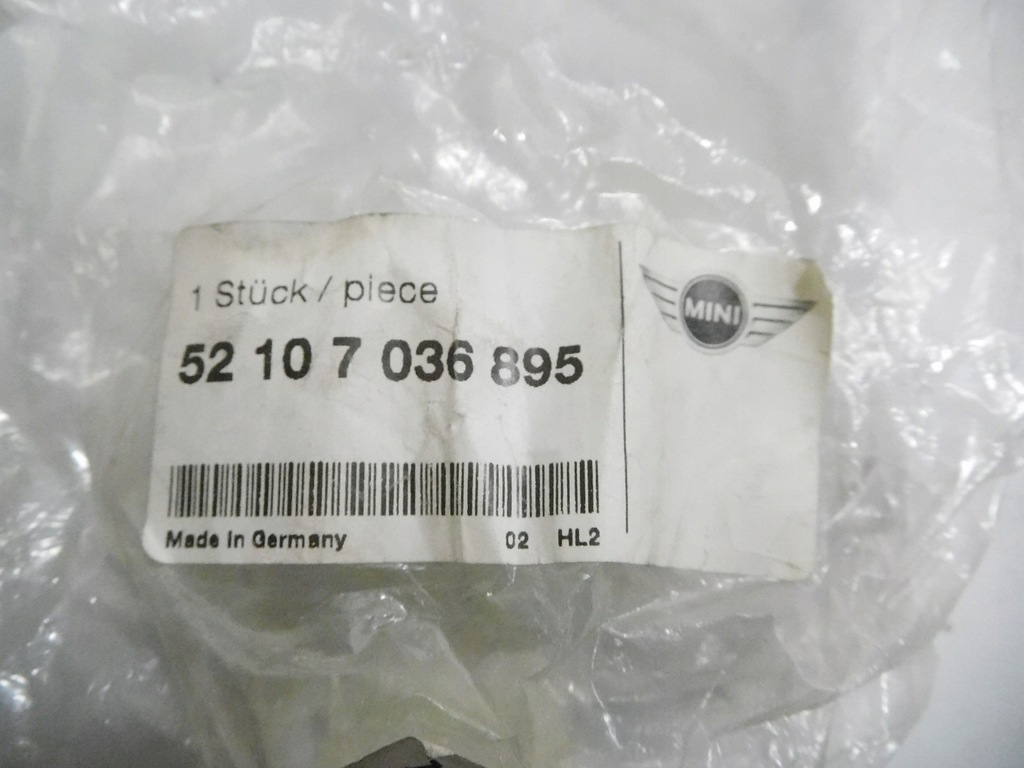 1 Stück / piece
52 10 7 036 895
MINI
Made in Germany 02 HL2